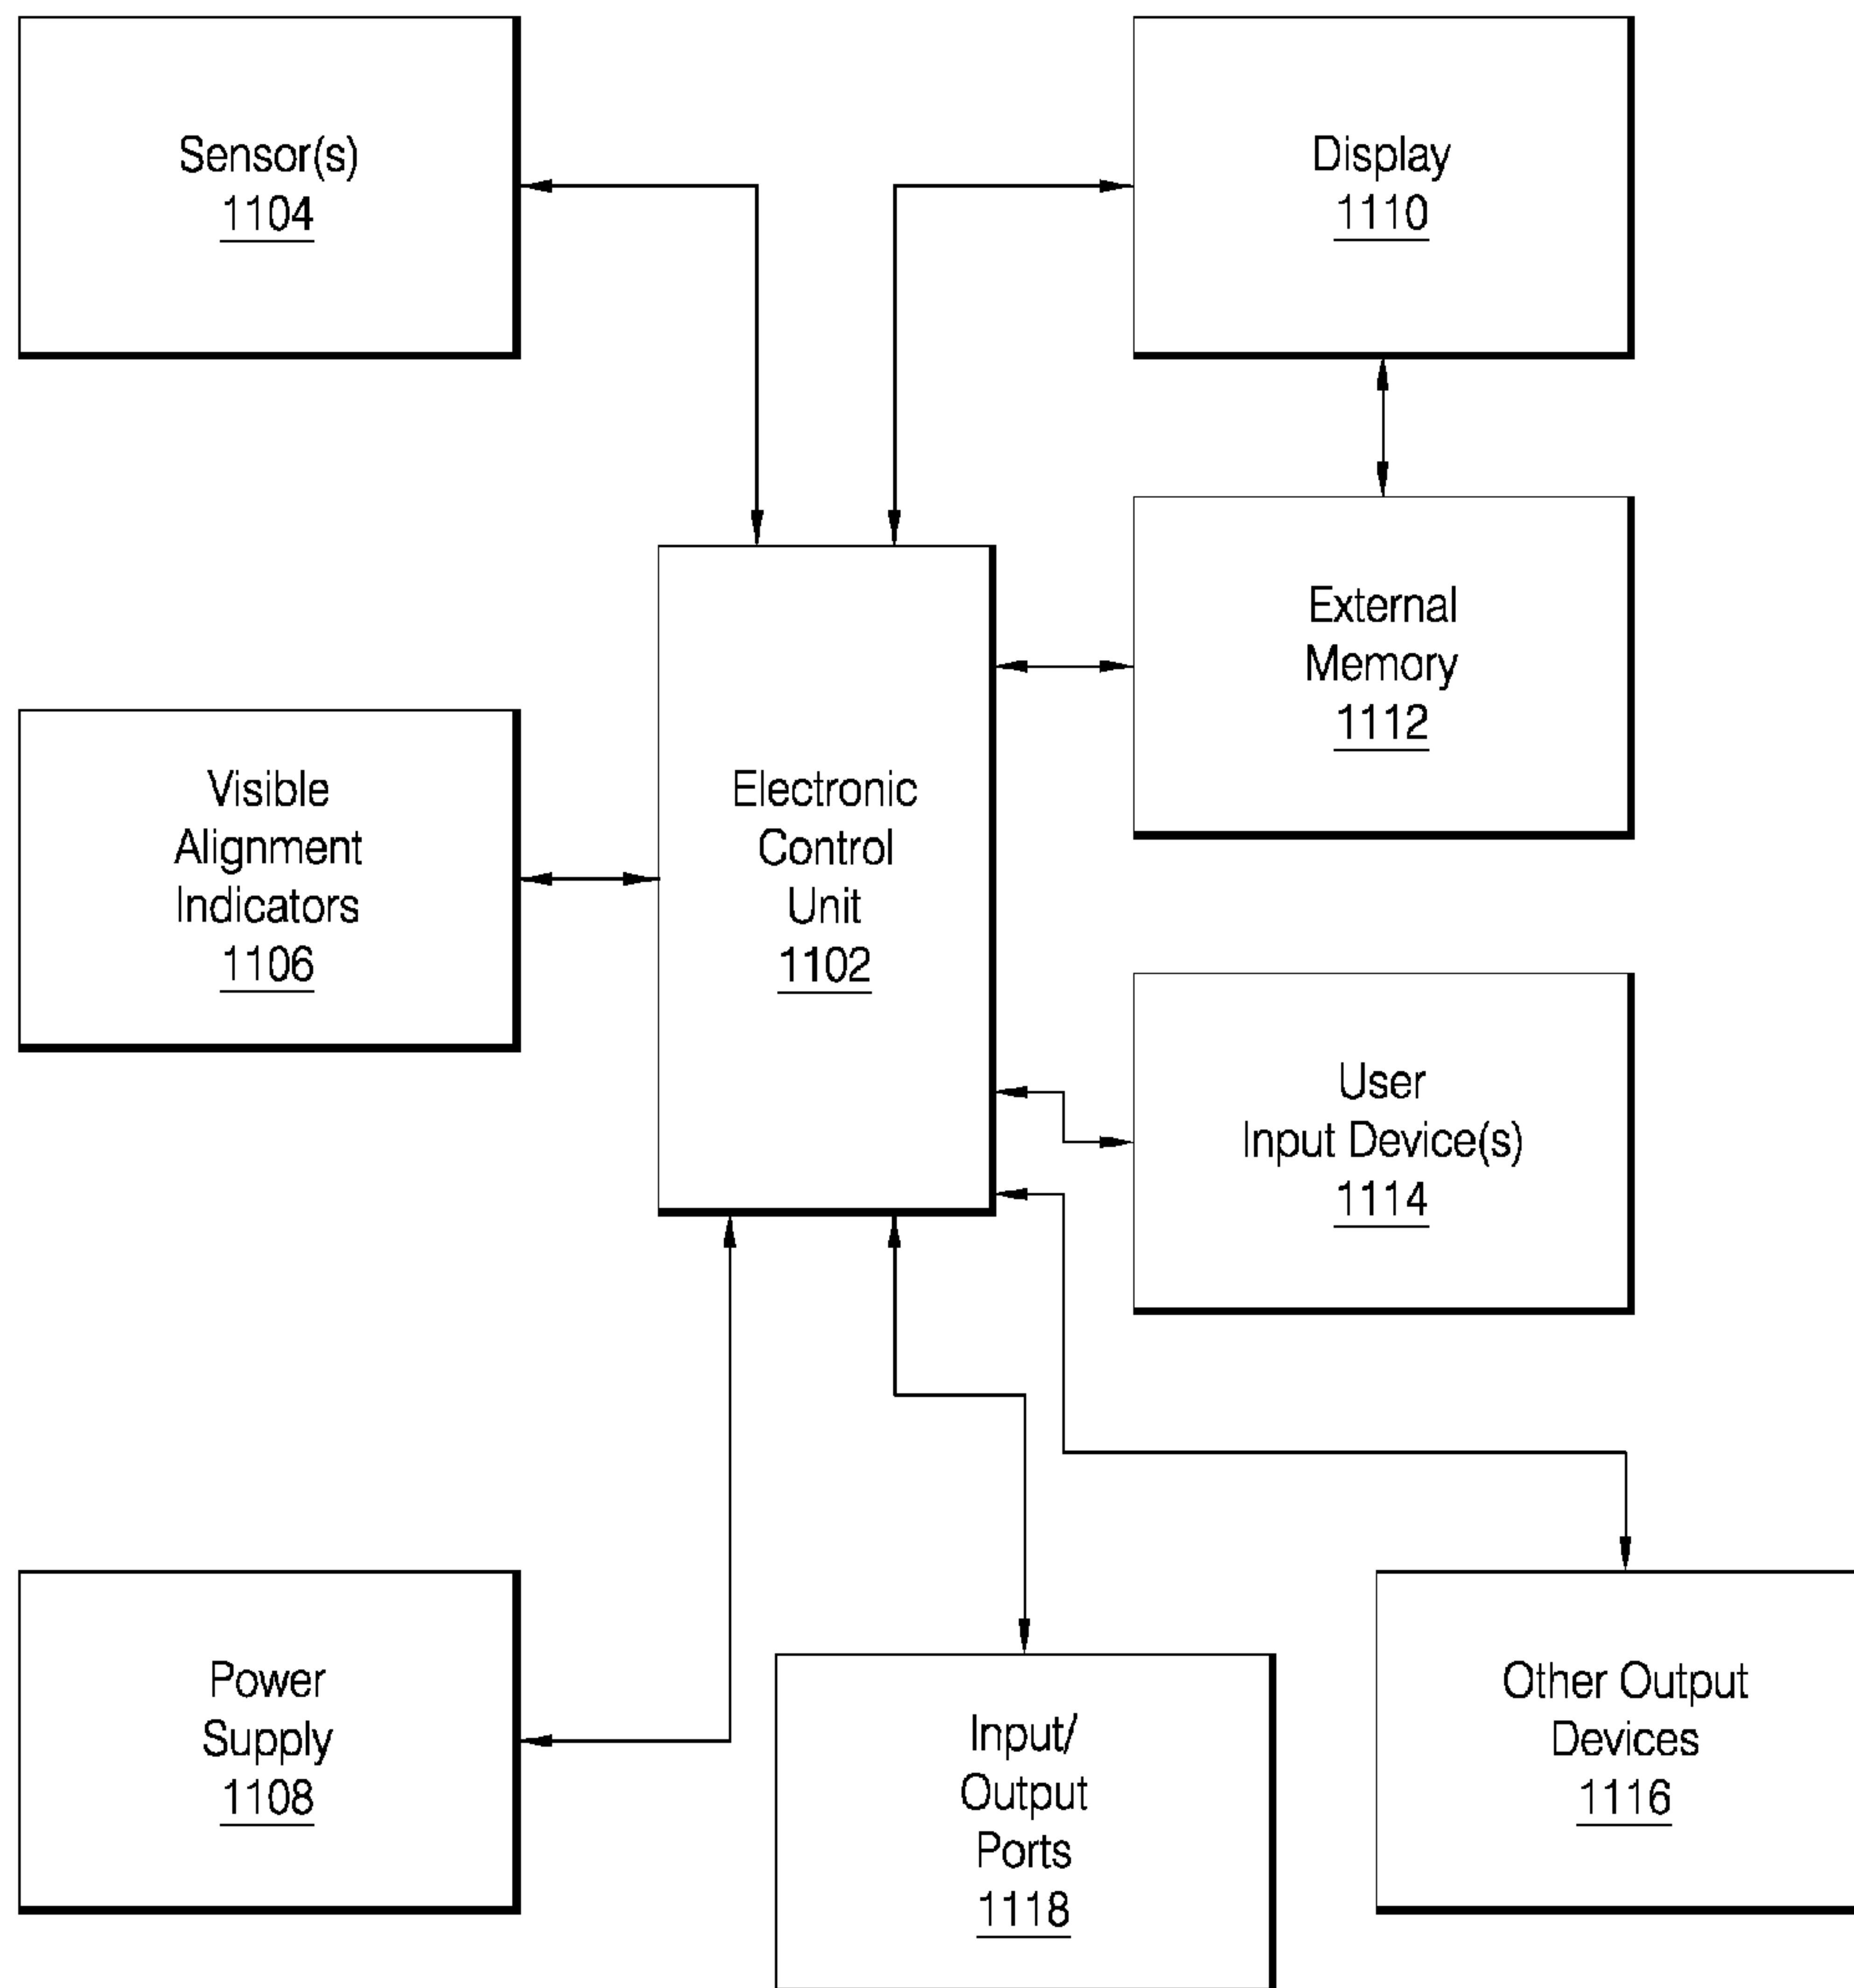 Sensor(s)
1104
Display
1110
External
Memory
1112
Visible
Alignment
Indicators
1106
Electronic
Control
Unit
1102
User
Input Device(s)
1114
Power
Supply
1108
Input/
Output
Ports
1118
Other Output
Devices
1116